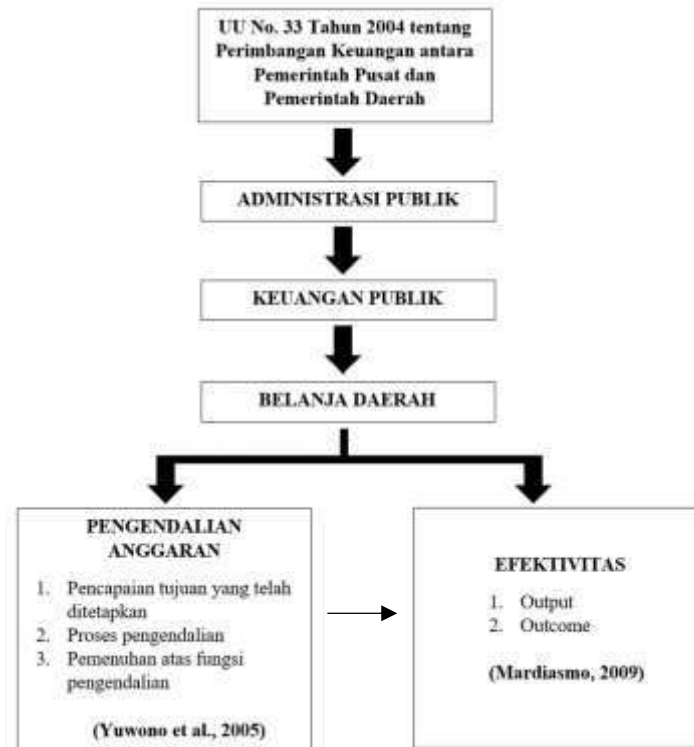 UU No. 33 Tahun 2004 tentang
Perimbangan Keuangan antara
Pemerintah Pusat dan
Pemerintah Daerah
ADMINISTRASI PUBLIK
KEUANGAN PUBLIK
BELANJA DAERAH
PENGENDALIAN
ANGGARAN
1. Pencapaian tujuan yang telah
ditetapkan
2. Proses pengendalian
3. Pemenuhan atas fungsi
pengendalian
(Yuwono et al., 2005)
EFEKTIVITAS
1. Output
2. Outcome
(Mardiasmo, 2009)